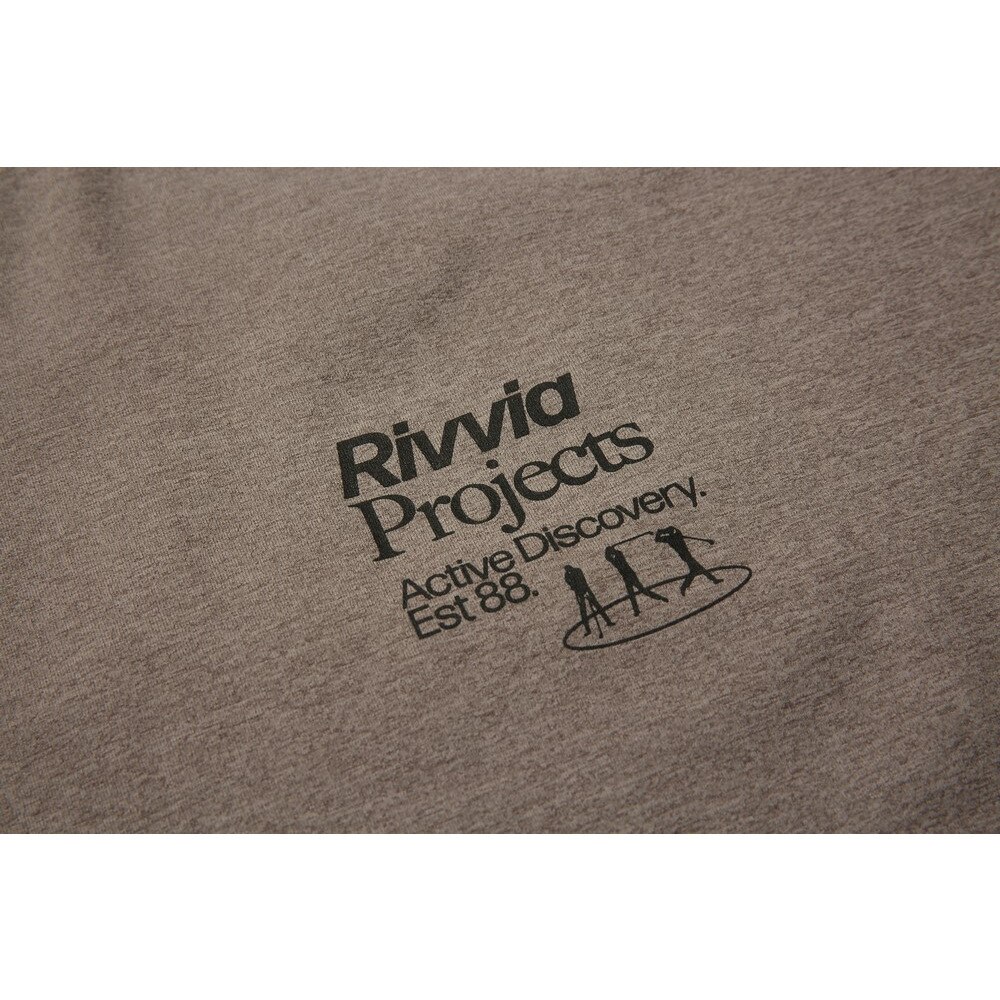 Rivvia
Projects
Active Discovery.
Est 88.